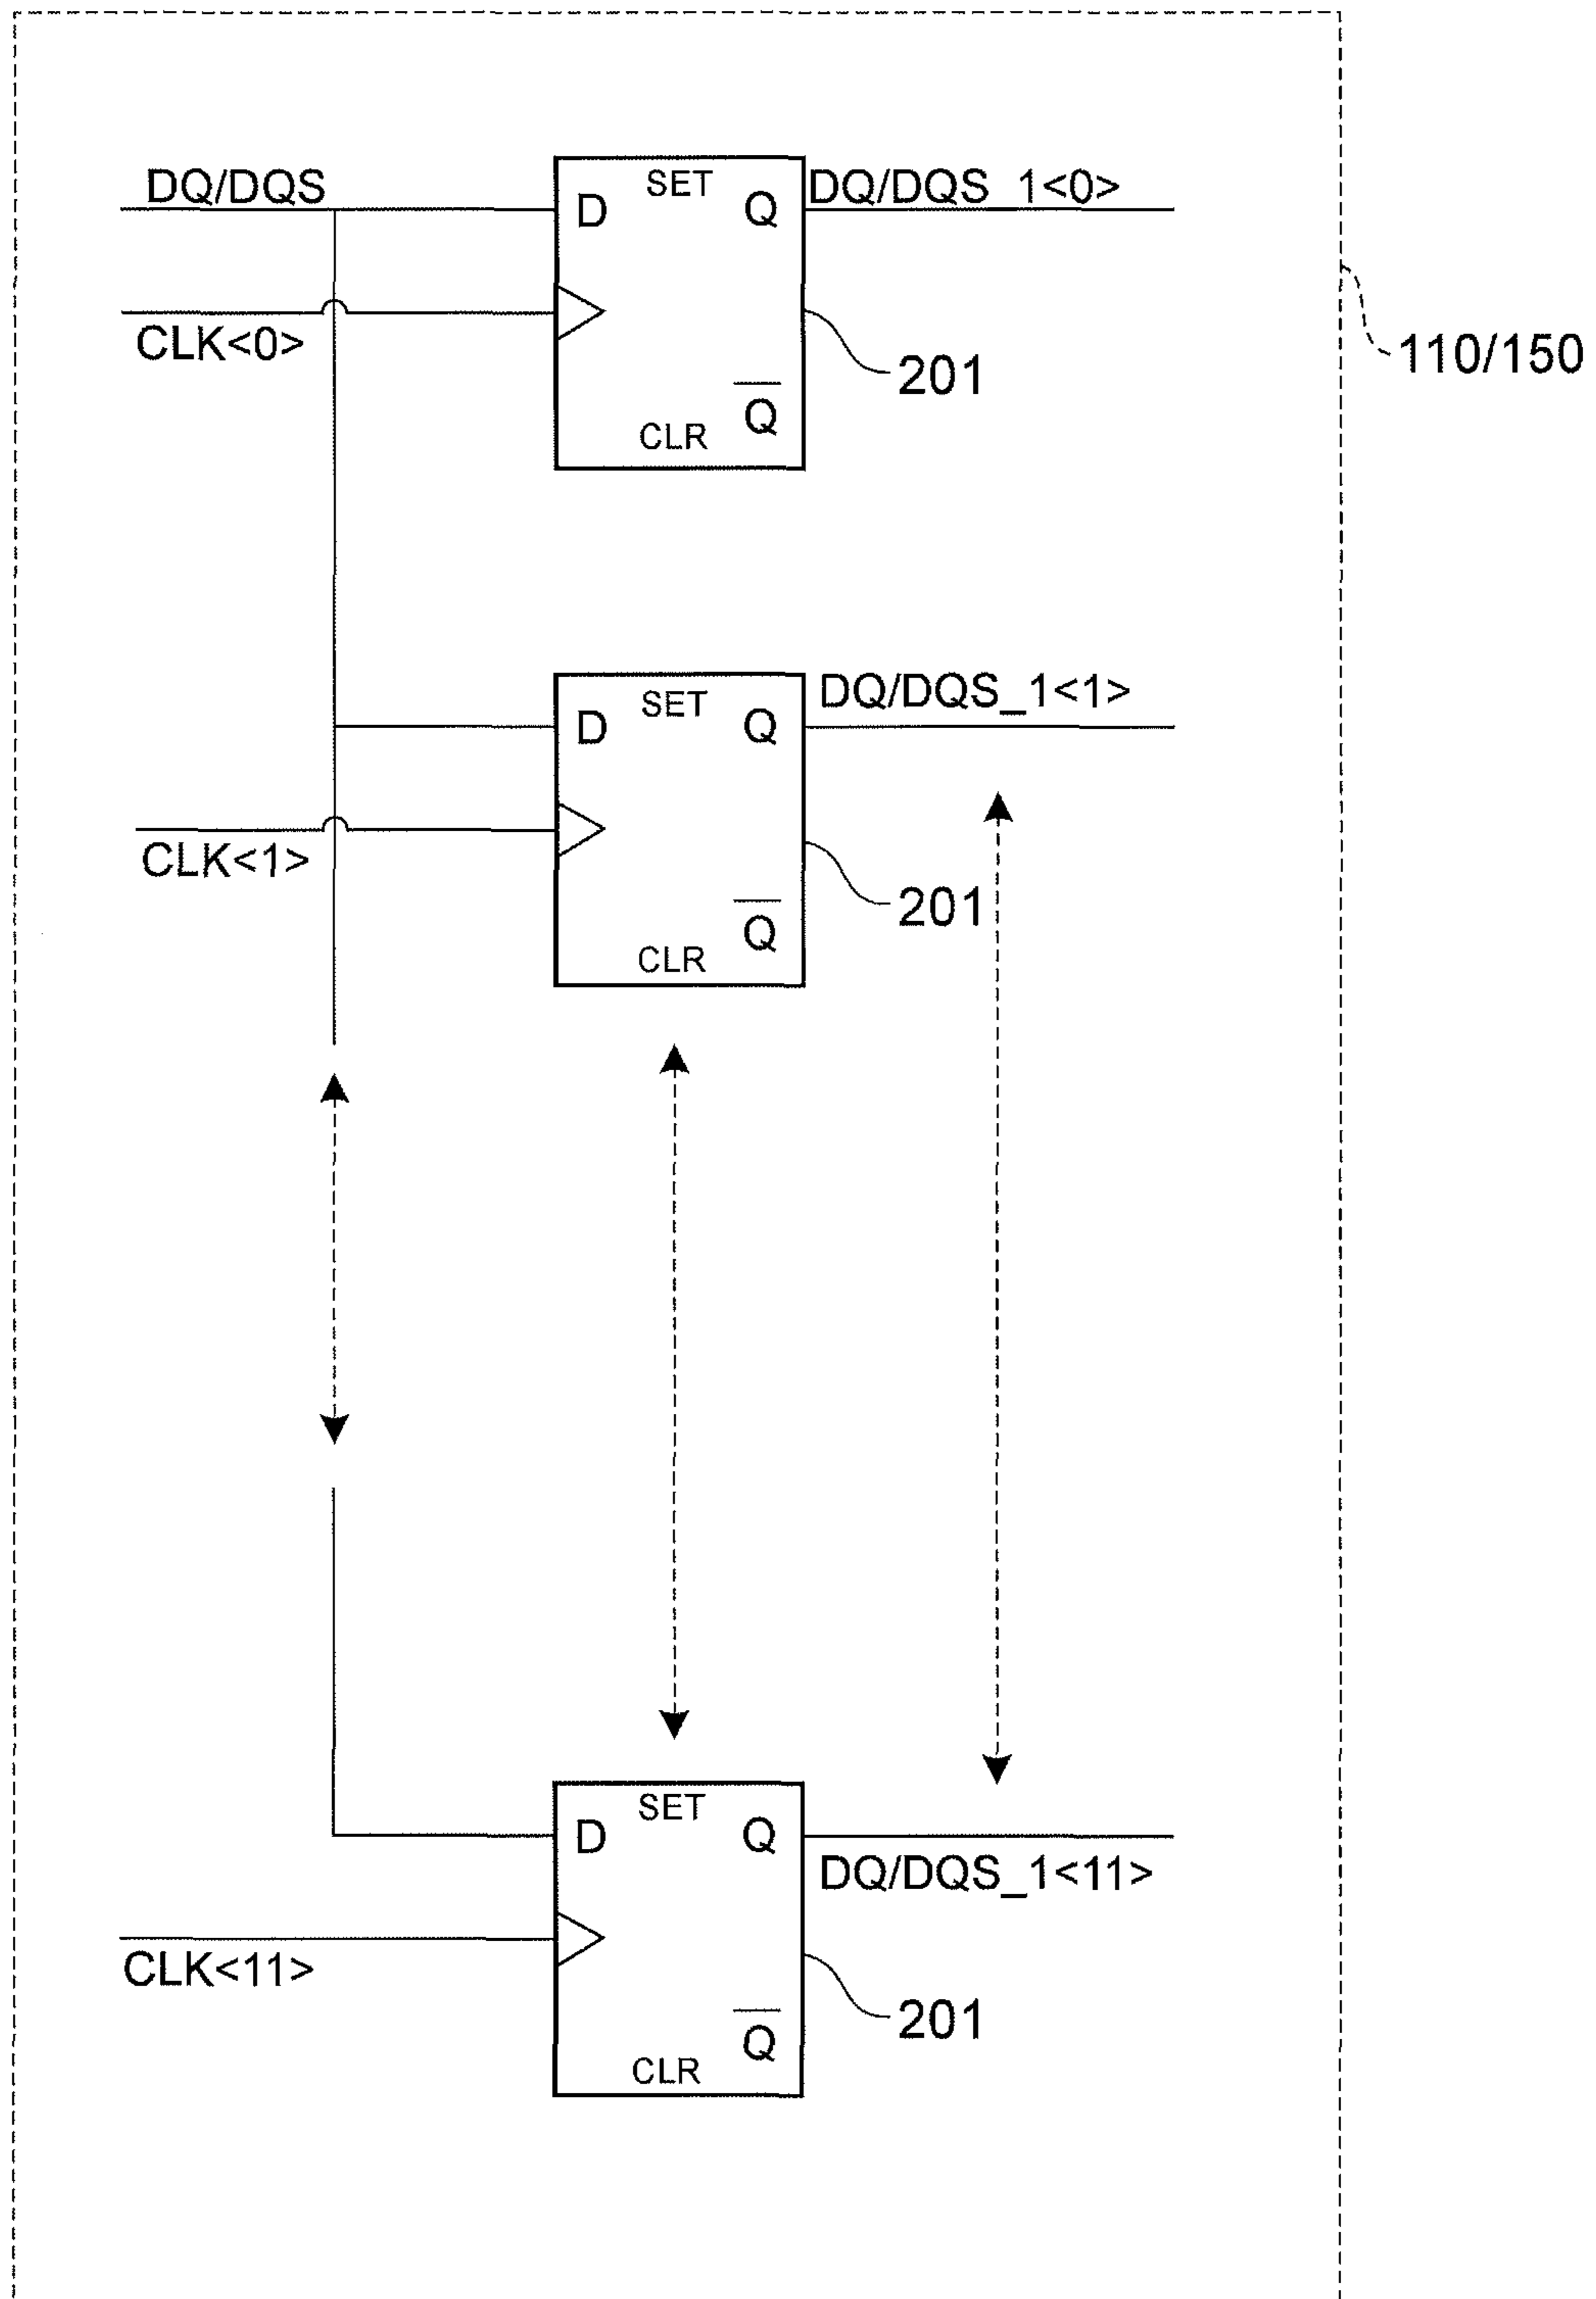 DQ/DQS
SET
D
Q
DQ/DQS_1<0>
CLK<0>
201
110/150
Q
CLR
SET
D
Q
DQ/DQS_1<1>
CLK<1>
201
Q
CLR
SET
D
Q
DQ/DQS_1<11>
CLK<11>
201
Q
CLR